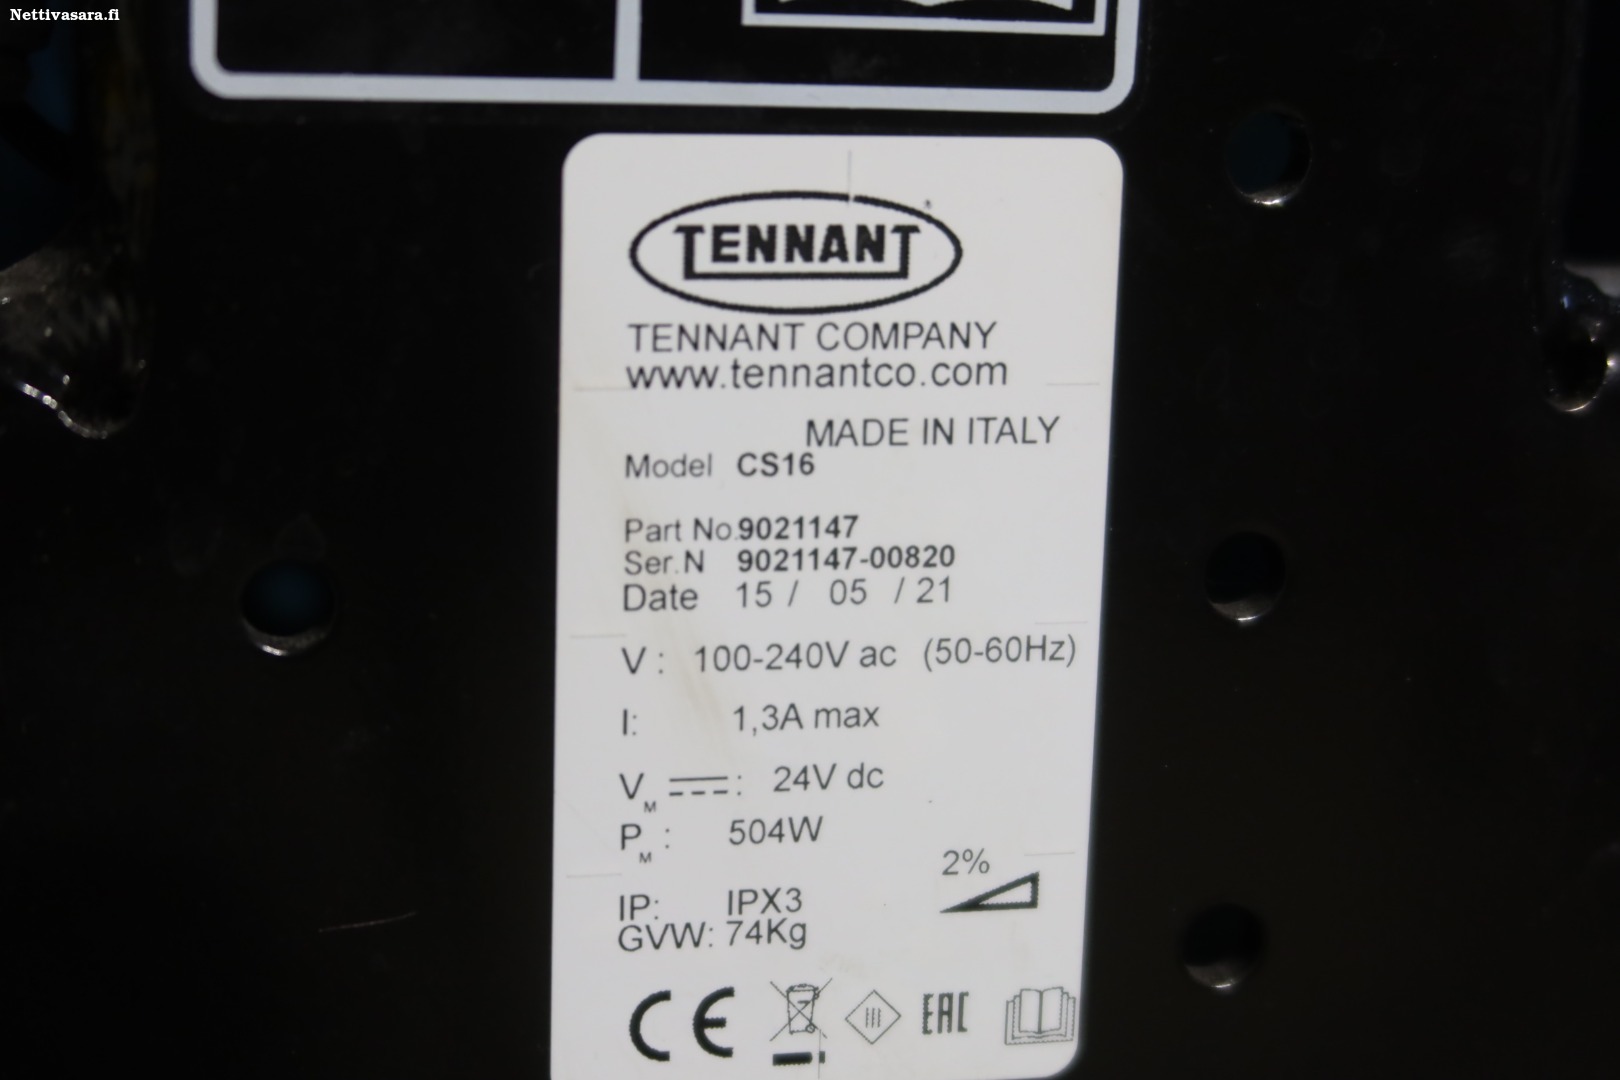 Nettivasara.fi
TENNANT
TENNANT COMPANY
www.tennantco.com
MADE IN ITALY
Model CS16
Part No.9021147
Ser.N 9021147-00820
Date 15 / 05 / 21
V : 100-240V ac (50-60Hz)
I: 1,3A max
VM : 24V dc
PM : 504W
2%
IP: IPX3
GVW: 74Kg
CE EAC